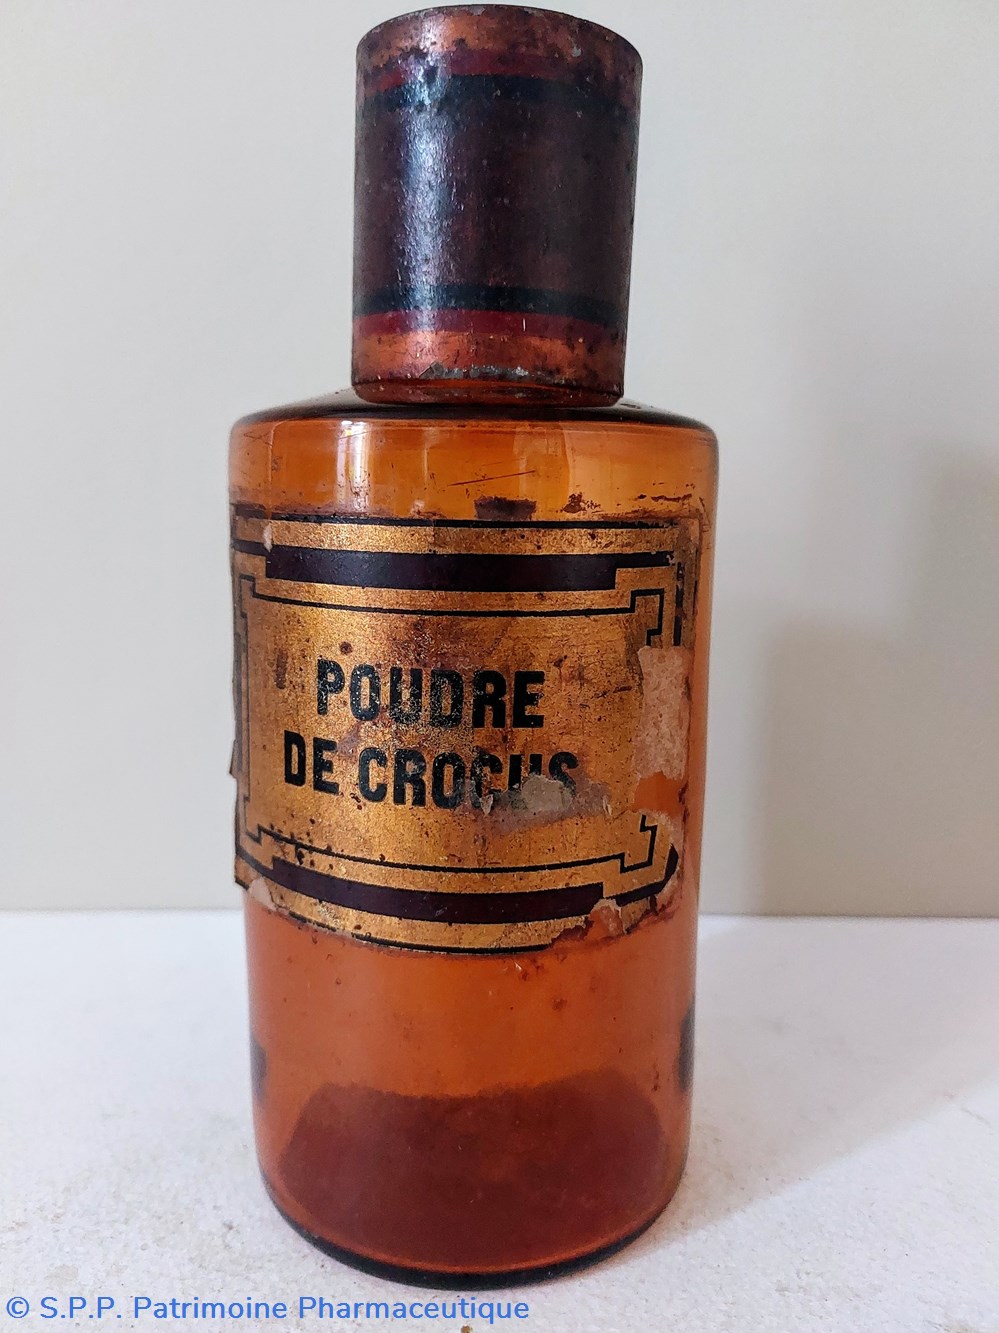 POUDRE
DE CROCUS
© S.P.P. Patrimoine Pharmaceutique